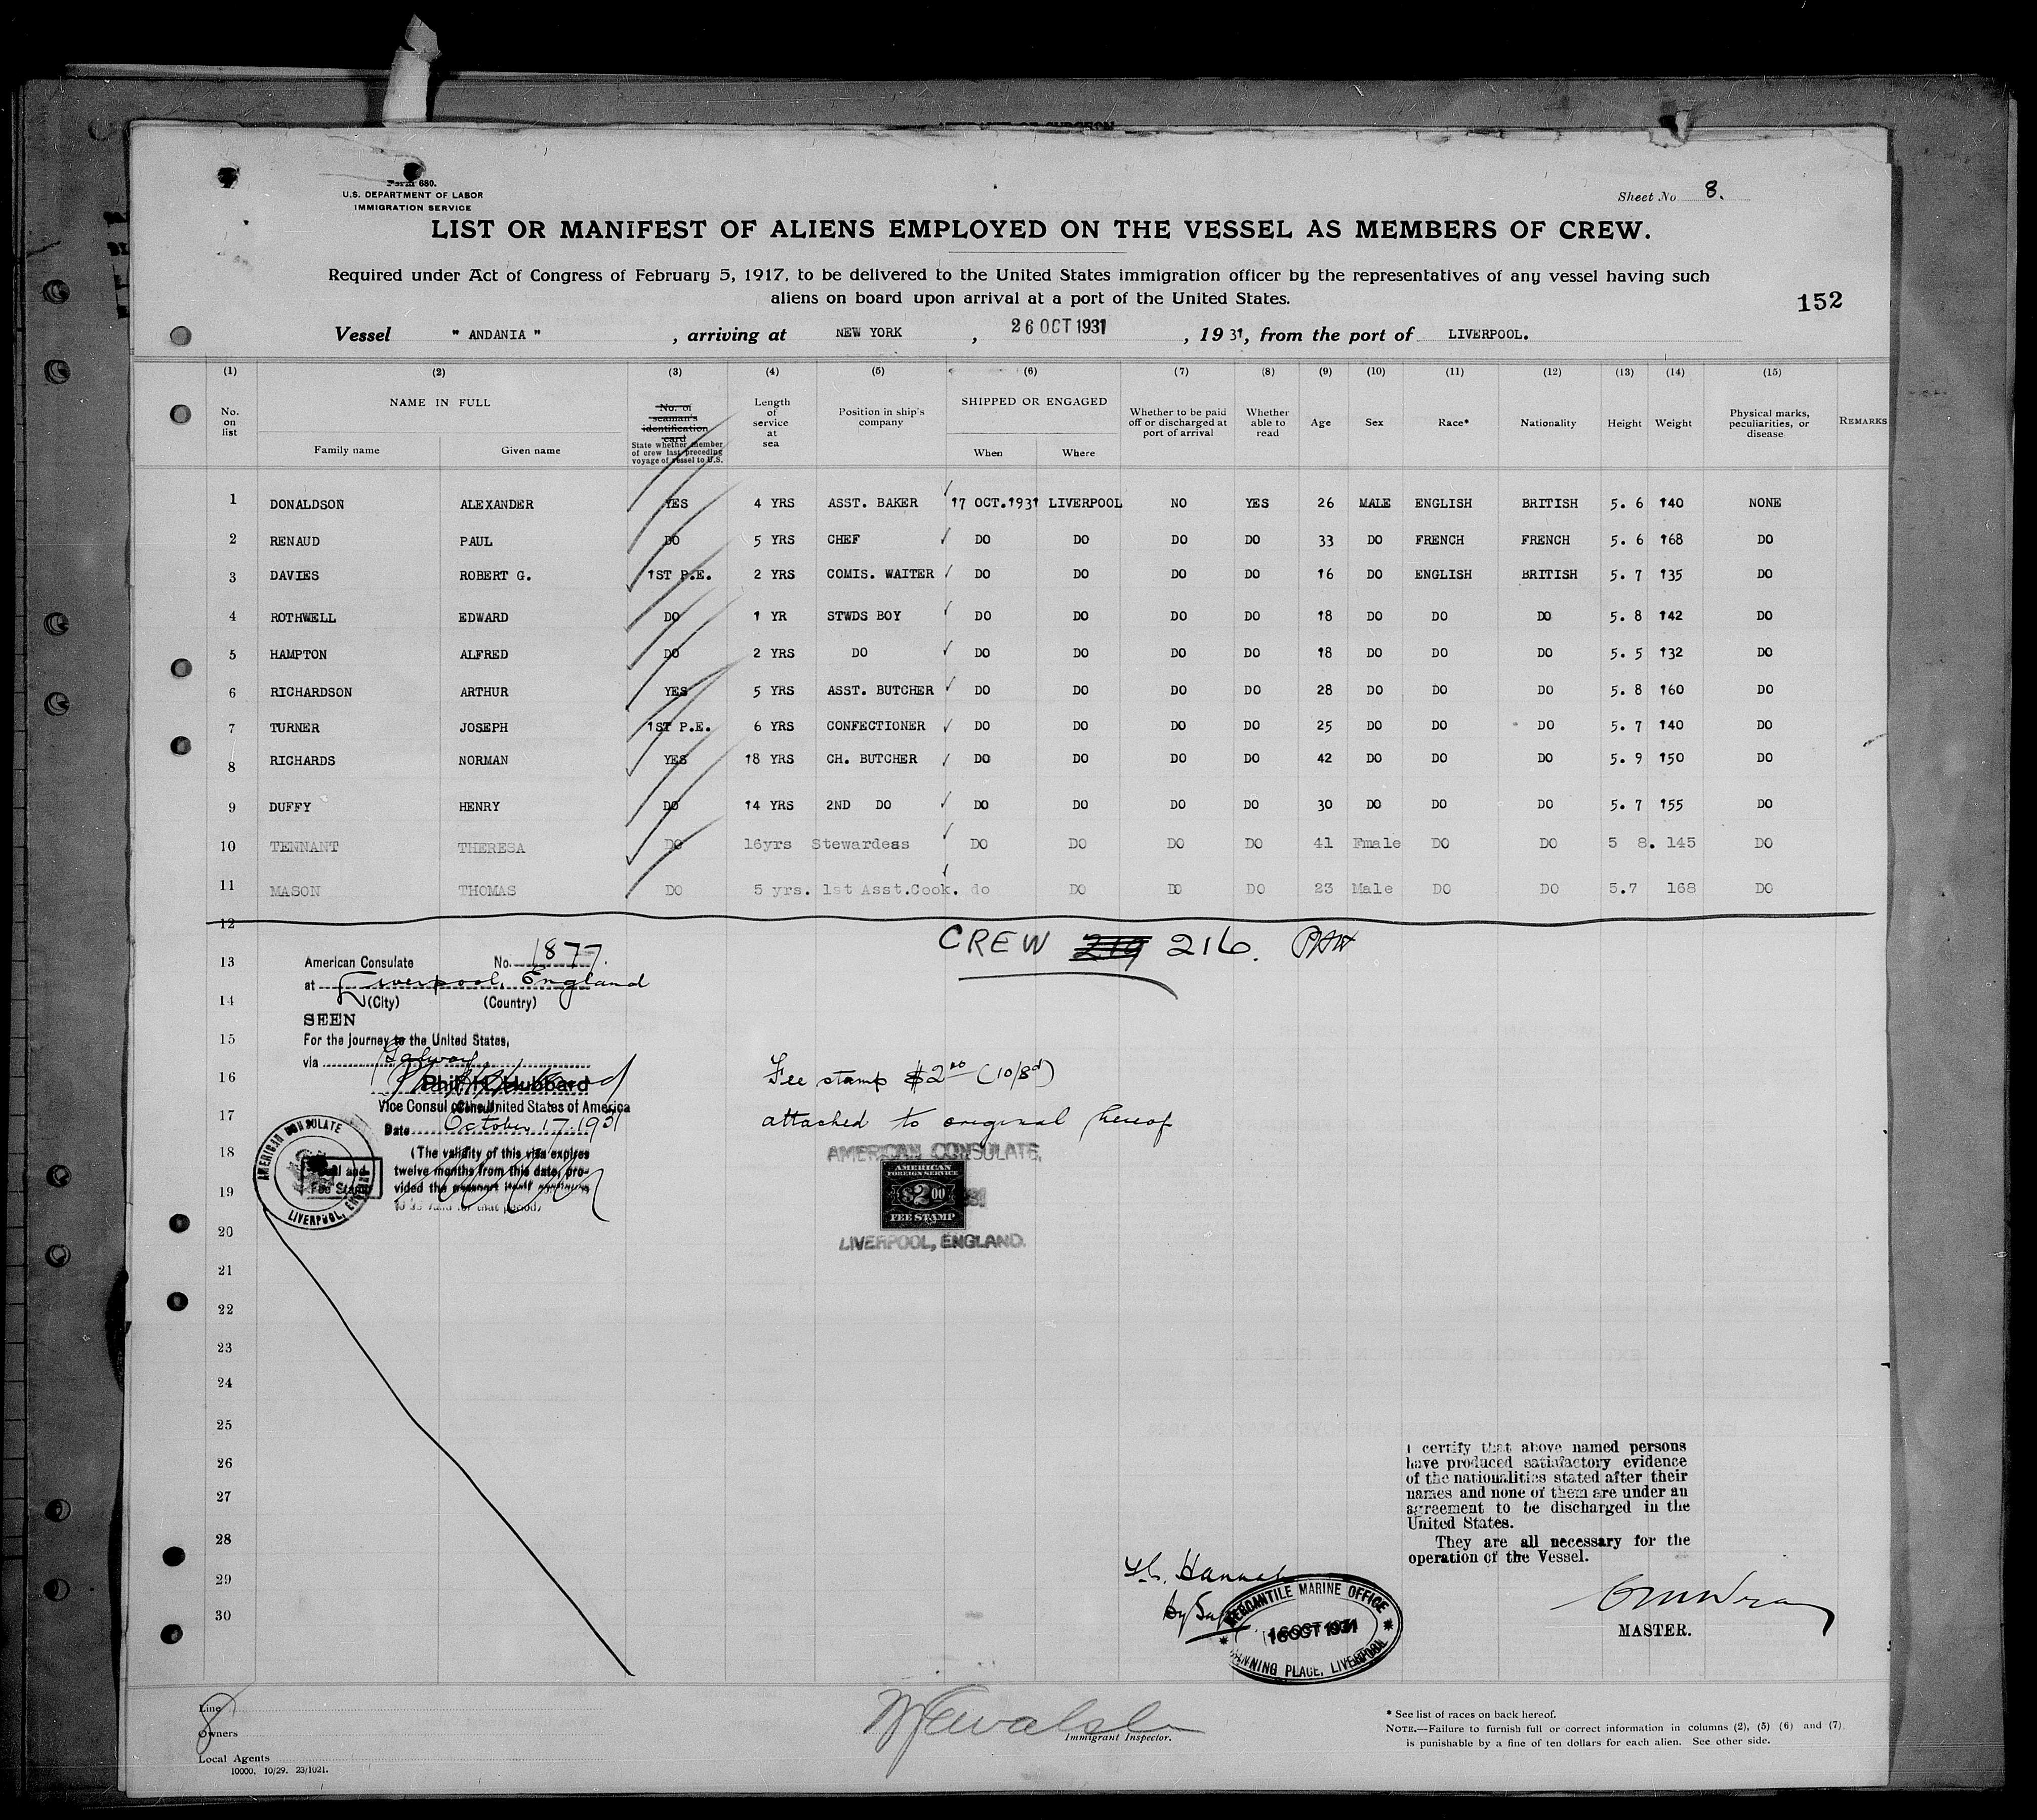 Form 680.
U.S. DEPARTMENT OF LABOR
IMMIGRATION SERVICE
Sheet No 8.
LIST OR MANIFEST OF ALIENS EMPLOYED ON THE VESSEL AS MEMBERS OF CREW.
Required under Act of Congress of February 5, 1917, to be delivered to the United States immigration officer by the representatives of any vessel having such
aliens on board upon arrival at a port of the United States.
152
Vessel " ANDANIA " , arriving at NEW YORK , 26 OCT 1931 , 19 31, from the port of LIVERPOOL.
(1) (2) (3) (4) (5) (6) (7) (8) (9) (10) (11) (12) (13) (14) (15)
No. on list
NAME IN FULL
Family name Given name
No. of seaman's identification card
State whether member of crew last preceding voyage of vessel to U.S.
Length of service at sea
Position in ship's company
SHIPPED OR ENGAGED
When Where
Whether to be paid off or discharged at port of arrival
Whether able to read
Age
Sex
Race*
Nationality
Height
Weight
Physical marks, peculiarities, or disease
REMARKS
1 DONALDSON ALEXANDER YES 4 YRS ASST. BAKER 17 OCT.1931 LIVERPOOL NO YES 26 MALE ENGLISH BRITISH 5. 6 140 NONE
2 RENAUD PAUL DO 5 YRS CHEF DO DO DO DO 33 DO FRENCH FRENCH 5. 6 168 DO
3 DAVIES ROBERT G. 1ST P.E. 2 YRS COMIS. WAITER DO DO DO DO 16 DO ENGLISH BRITISH 5. 7 135 DO
4 ROTHWELL EDWARD DO 1 YR STWDS BOY DO DO DO DO 18 DO DO DO 5. 8 142 DO
5 HAMPTON ALFRED DO 2 YRS DO DO DO DO DO 18 DO DO DO 5. 5 132 DO
6 RICHARDSON ARTHUR YES 5 YRS ASST. BUTCHER DO DO DO DO 28 DO DO DO 5. 8 160 DO
7 TURNER JOSEPH 1ST P.E. 6 YRS CONFECTIONER DO DO DO DO 25 DO DO DO 5. 7 140 DO
8 RICHARDS NORMAN YES 18 YRS CH. BUTCHER DO DO DO DO 42 DO DO DO 5. 9 150 DO
9 DUFFY HENRY DO 14 YRS 2ND DO DO DO DO DO 30 DO DO DO 5. 7 155 DO
10 TENNANT THERESA DO 16yrs Stewardess DO DO DO DO 41 Fmale DO DO 5 8. 145 DO
11 MASON THOMAS DO 5 yrs. 1st Asst.Cook. do DO DO DO 23 Male DO DO 5.7 168 DO
12
CREW 219 216.
13
American Consulate No. 1877.
at Liverpool, England
(City) (Country)
14
SEEN
15
For the journey to the United States,
via Galway
16
Phil. H. Hubbard
Vice Consul of the United States of America
Consul
17
Date October 17, 1931
(The validity of this visa expires
twelve months from this date, pro-
vided the passport itself continues
to be valid for that period)
AMERICAN CONSULATE
LIVERPOOL, ENGLAND
Seal and
Fee Stamp
Fee stamp $2.00 (10/8d)
attached to original hereof
AMERICAN CONSULATE,
AMERICAN
FOREIGN SERVICE
$2.00
FEE STAMP
LIVERPOOL, ENGLAND.
18
19
20
21
22
23
24
25
26
27
28
29
30
I certify that above named persons
have produced satisfactory evidence
of the nationalities stated after their
names and none of them are under an
agreement to be discharged in the
United States.
They are all necessary for the
operation of the Vessel.
MASTER.
Hannah
MERCANTILE MARINE OFFICE
16 OCT 1931
CANNING PLACE, LIVERPOOL
Line
Owners
Local Agents
10000, 10/29. 23/1021.
Immigrant Inspector.
* See list of races on back hereof.
NOTE.—Failure to furnish full or correct information in columns (2), (5) (6) and (7)
is punishable by a fine of ten dollars for each alien. See other side.